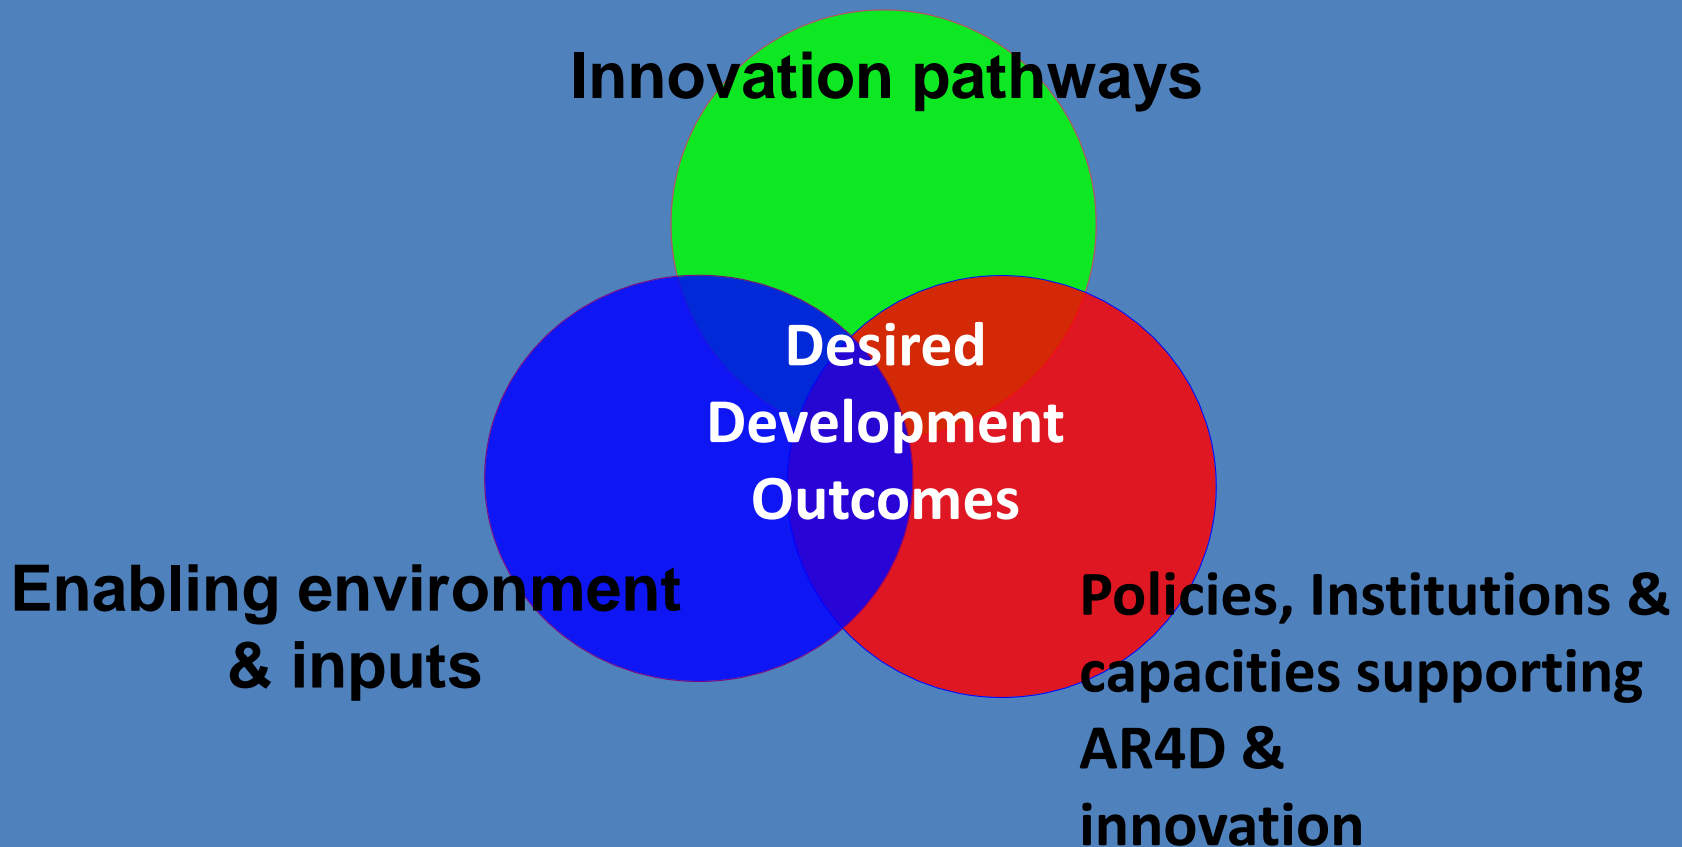 Innovation pathways
Desired
Development
Outcomes
Enabling environment
& inputs
Policies, Institutions &
capacities supporting
AR4D &
innovation